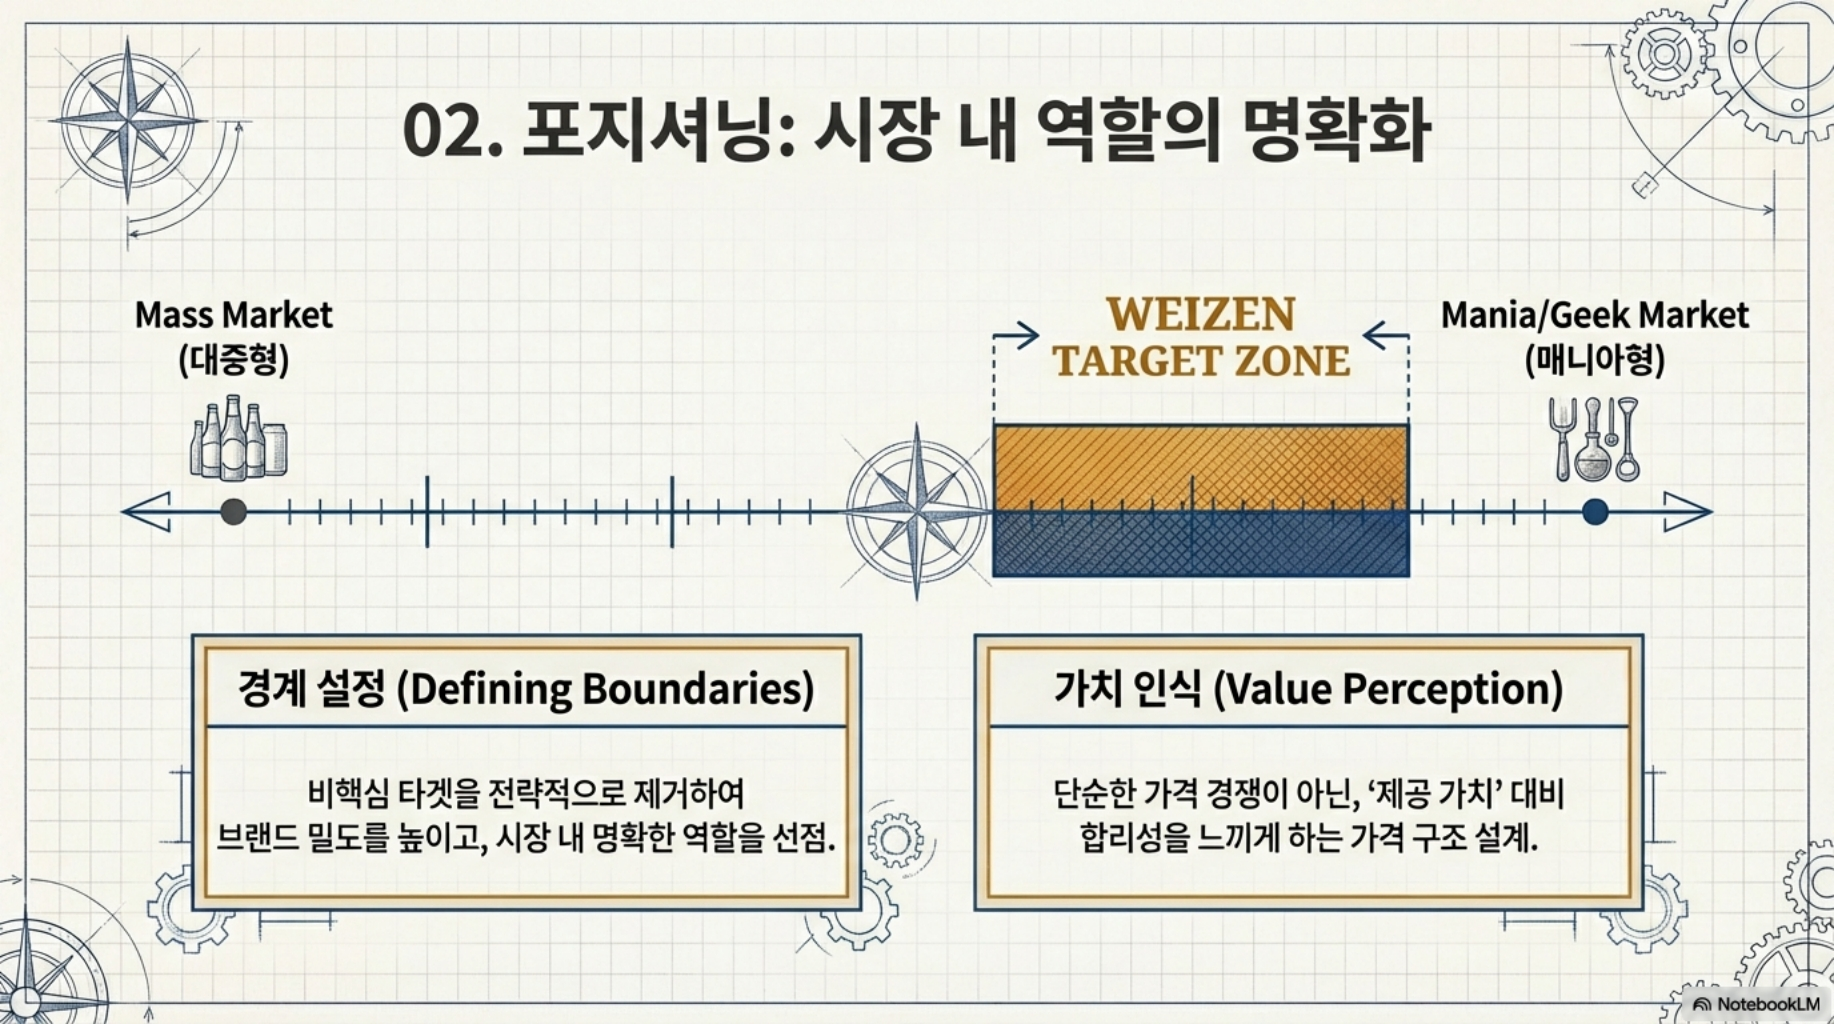 02. 포지셔닝: 시장 내 역할의 명확화
Mass Market
(대중형)
WEIZEN
TARGET ZONE
Mania/Geek Market
(매니아형)
경계 설정 (Defining Boundaries)
비핵심 타겟을 전략적으로 제거하여
브랜드 밀도를 높이고, 시장 내 명확한 역할을 선점.
가치 인식 (Value Perception)
단순한 가격 경쟁이 아닌, ‘제공 가치’ 대비
합리성을 느끼게 하는 가격 구조 설계.
NotebookLM